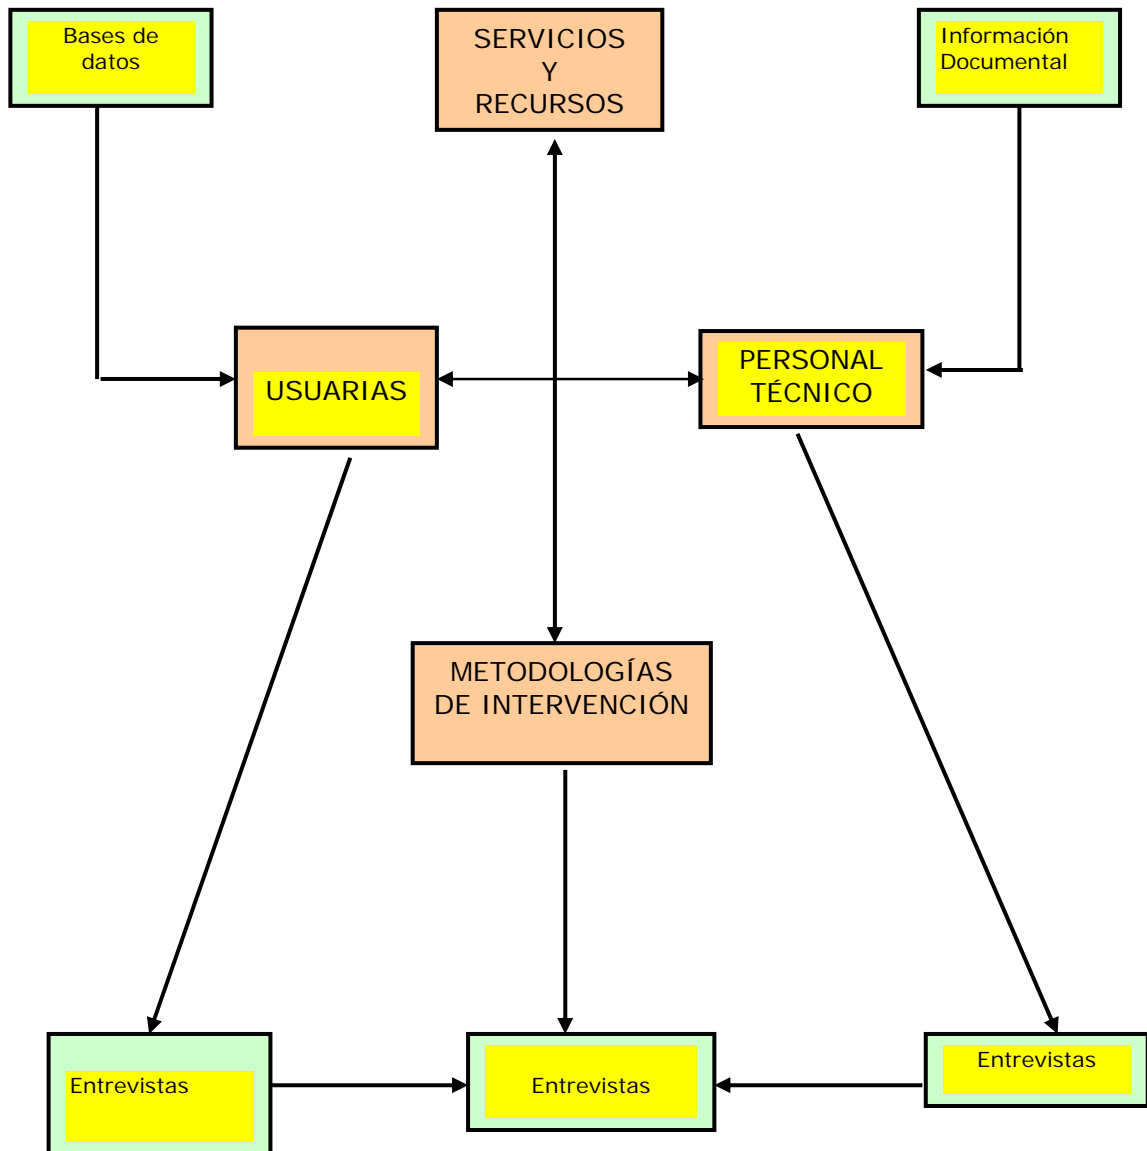 Bases de
datos
SERVICIOS
Y
RECURSOS
Información
Documental
USUARIAS
PERSONAL
TÉCNICO
METODOLOGÍAS
DE INTERVENCIÓN
Entrevistas
Entrevistas
Entrevistas